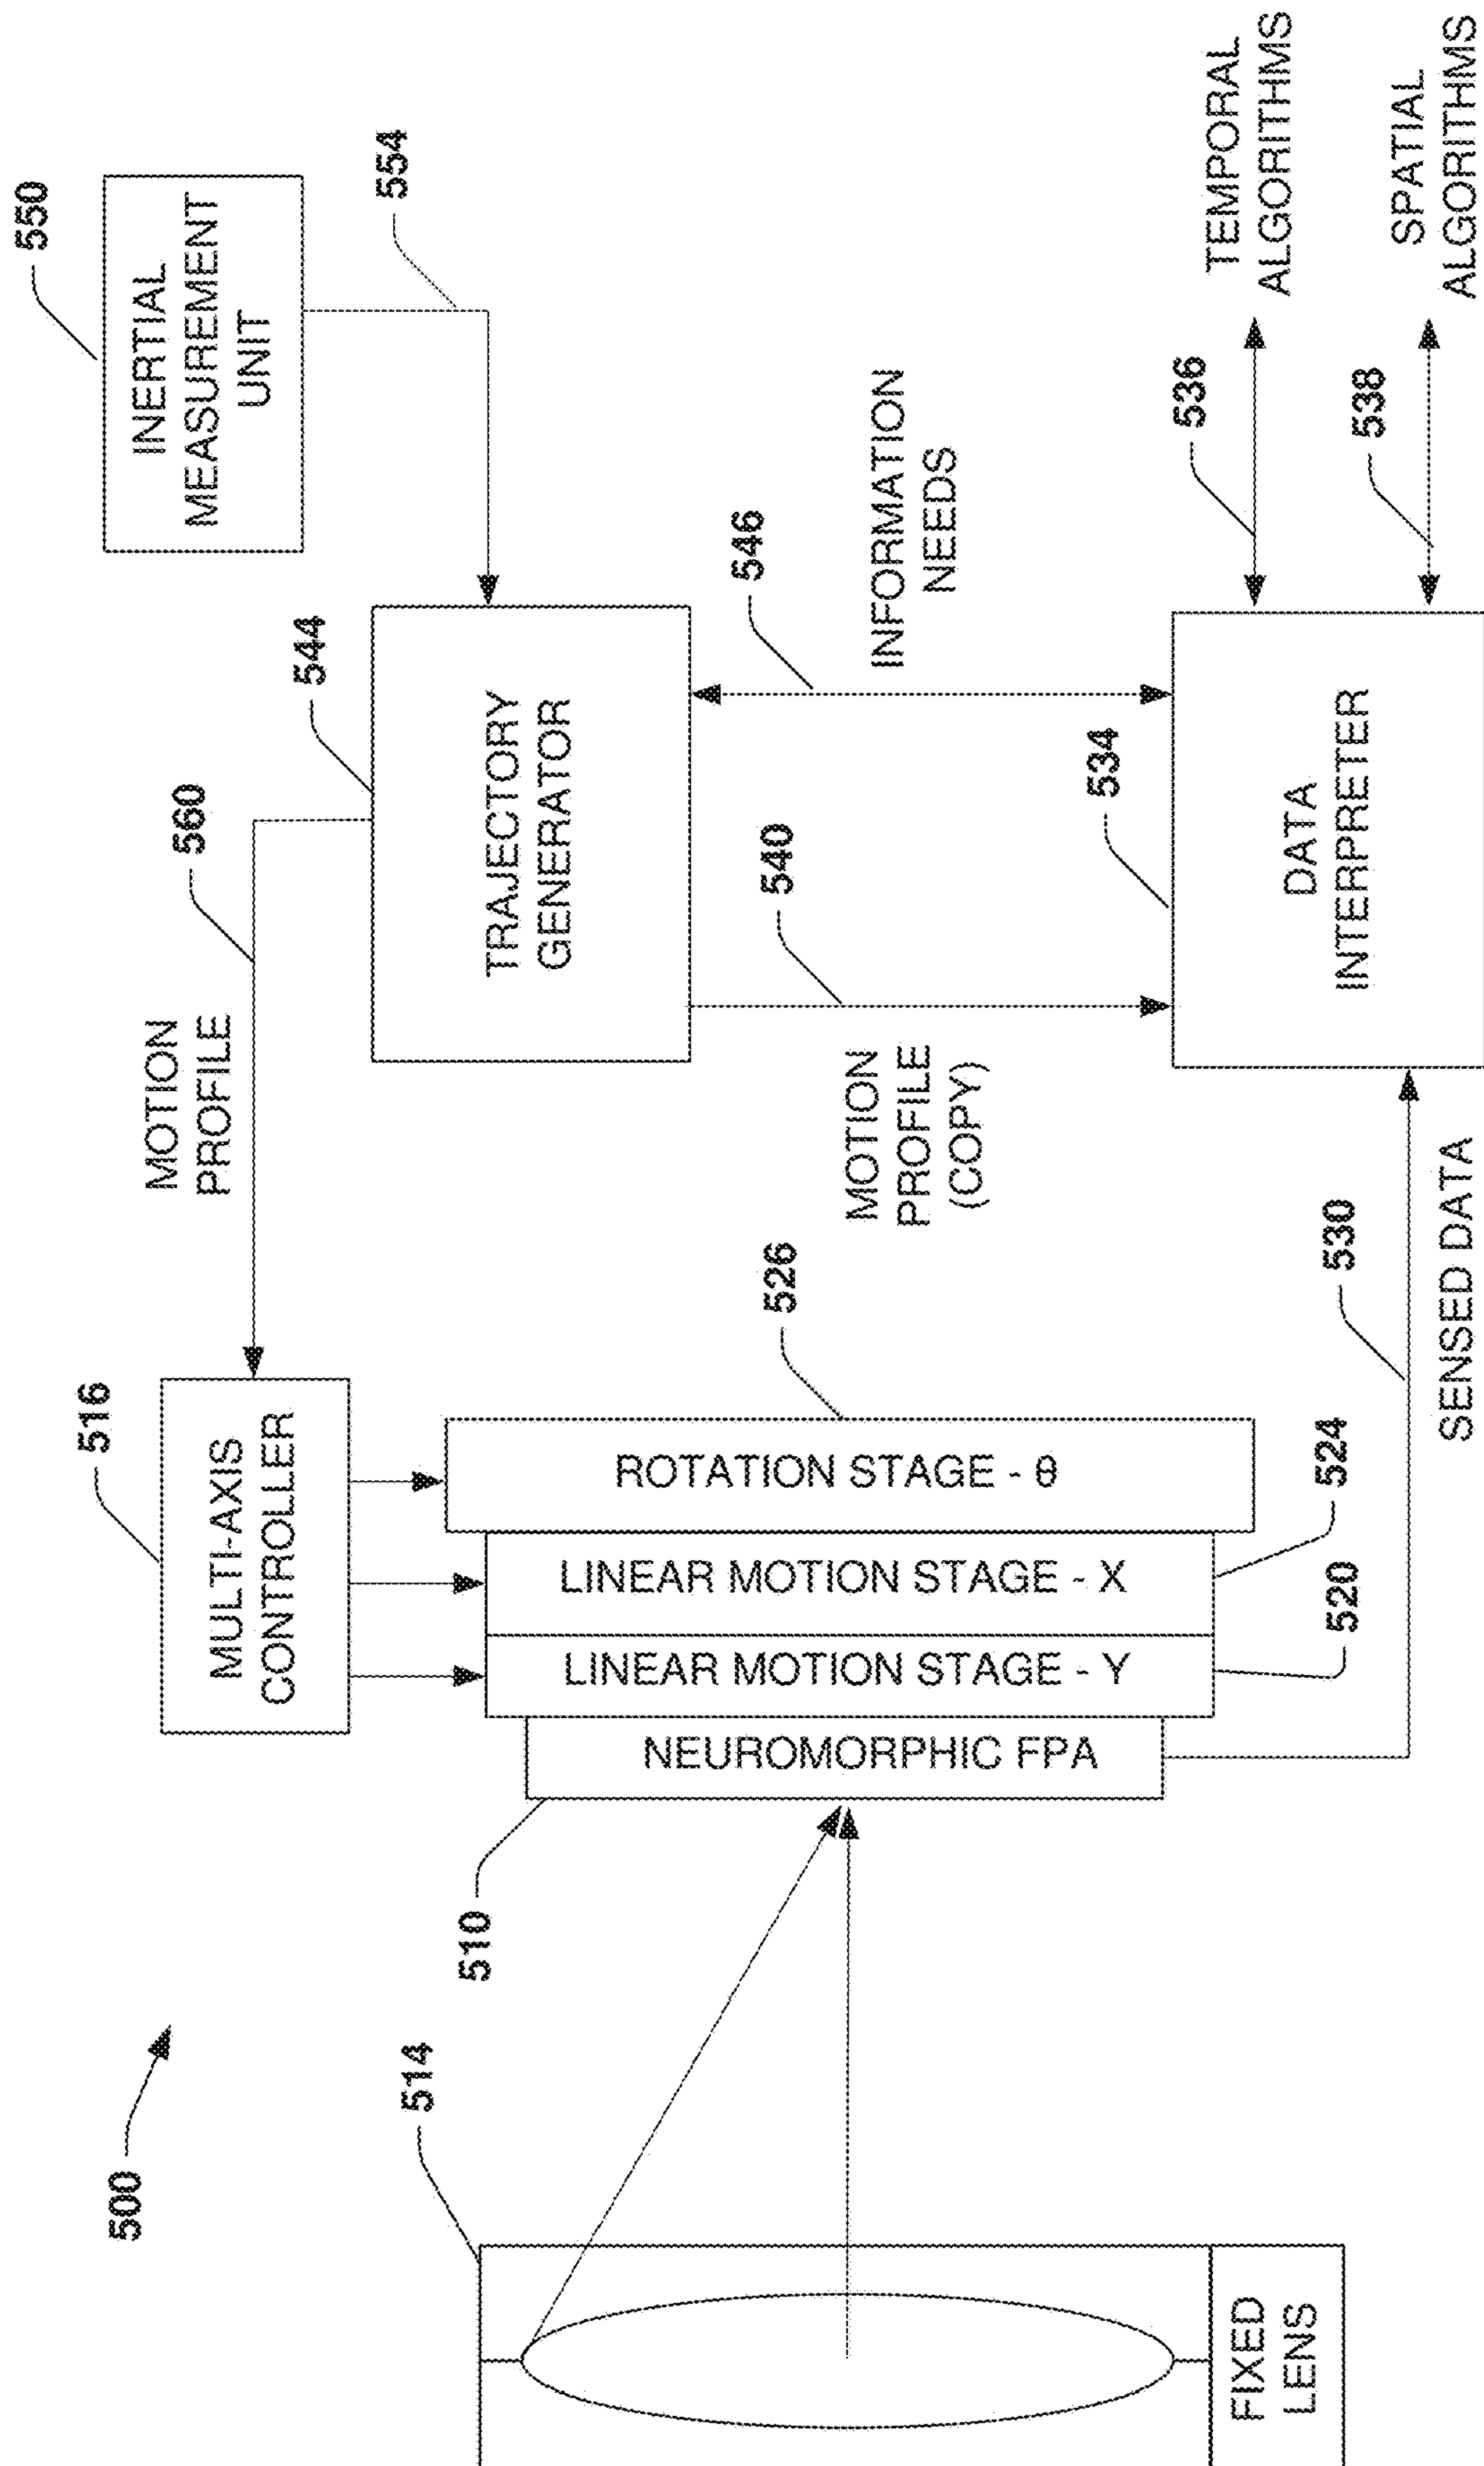 500
514
FIXED
LENS
510
516
MULTI-AXIS
CONTROLLER
ROTATION STAGE - θ
LINEAR MOTION STAGE - X
LINEAR MOTION STAGE - Y
NEUROMORPHIC FPA
526
524
520
530
SENSED DATA
MOTION
PROFILE
560
544
TRAJECTORY
GENERATOR
550
INERTIAL
MEASUREMENT
UNIT
554
540
MOTION
PROFILE
(COPY)
546
INFORMATION
NEEDS
534
DATA
INTERPRETER
536
TEMPORAL
ALGORITHMS
538
SPATIAL
ALGORITHMS